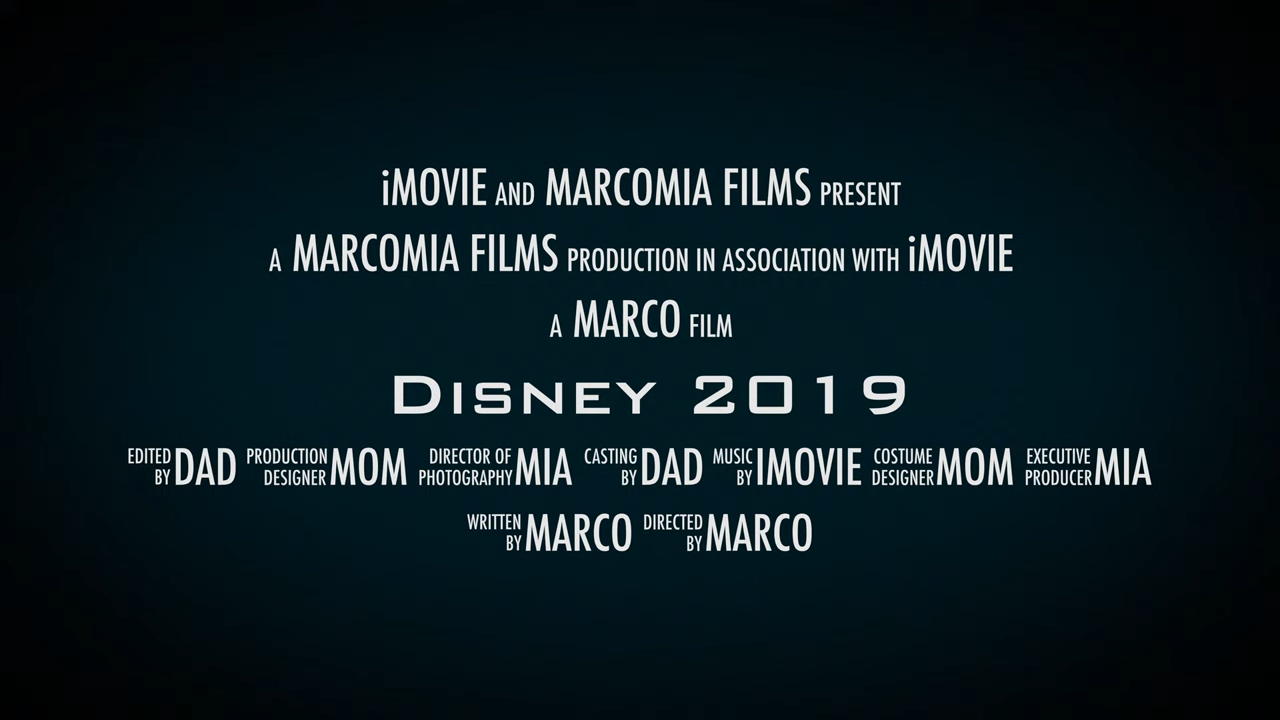 iMOVIE AND MARCOMIA FILMS PRESENT
A MARCOMIA FILMS PRODUCTION IN ASSOCIATION WITH iMOVIE
A MARCO FILM
DISNEY 2019
EDITED BY DAD PRODUCTION DESIGNER MOM DIRECTOR OF PHOTOGRAPHY MIA CASTING BY DAD MUSIC BY IMOVIE COSTUME DESIGNER MOM EXECUTIVE PRODUCER MIA
WRITTEN BY MARCO DIRECTED BY MARCO